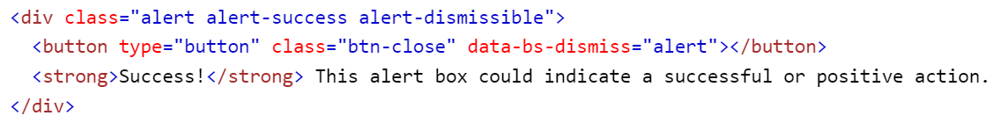 <div class="alert alert-success alert-dismissible">
  <button type="button" class="btn-close" data-bs-dismiss="alert"></button>
  <strong>Success!</strong> This alert box could indicate a successful or positive action.
</div>